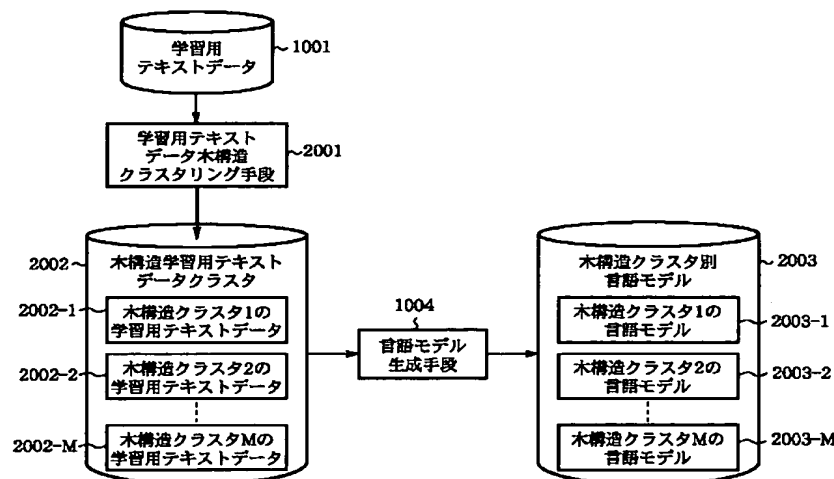 学習用
テキストデータ
1001
学習用テキスト
データ木構造
クラスタリング手段
2001
2002
木構造学習用テキスト
データクラスタ
2002-1
木構造クラスタ1の
学習用テキストデータ
2002-2
木構造クラスタ2の
学習用テキストデータ
2002-M
木構造クラスタMの
学習用テキストデータ
1004
言語モデル
生成手段
木構造クラスタ別
言語モデル
2003
木構造クラスタ1の
言語モデル
2003-1
木構造クラスタ2の
言語モデル
2003-2
木構造クラスタMの
言語モデル
2003-M